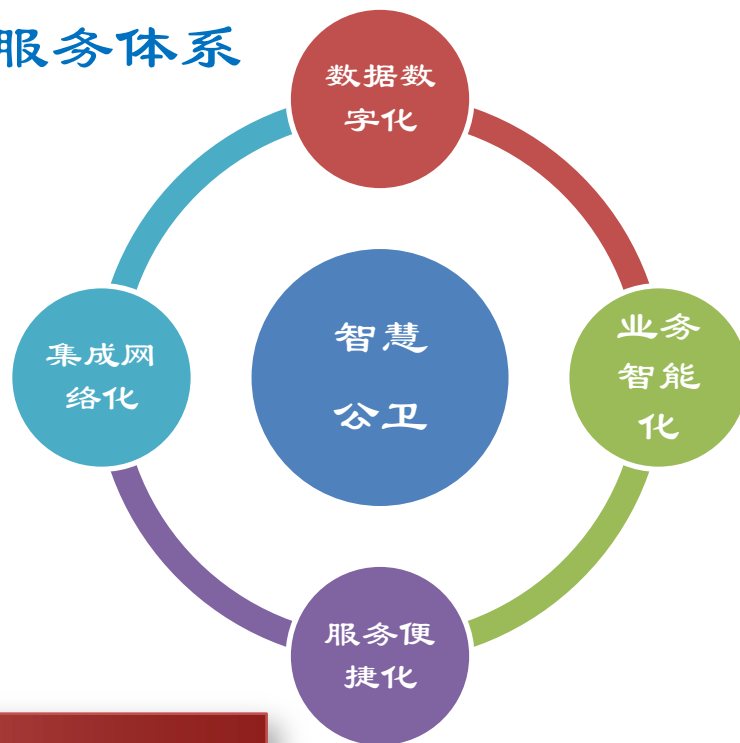 服务体系
数据数
字化
智慧
公卫
集成网
络化
业务
智能
化
服务便
捷化